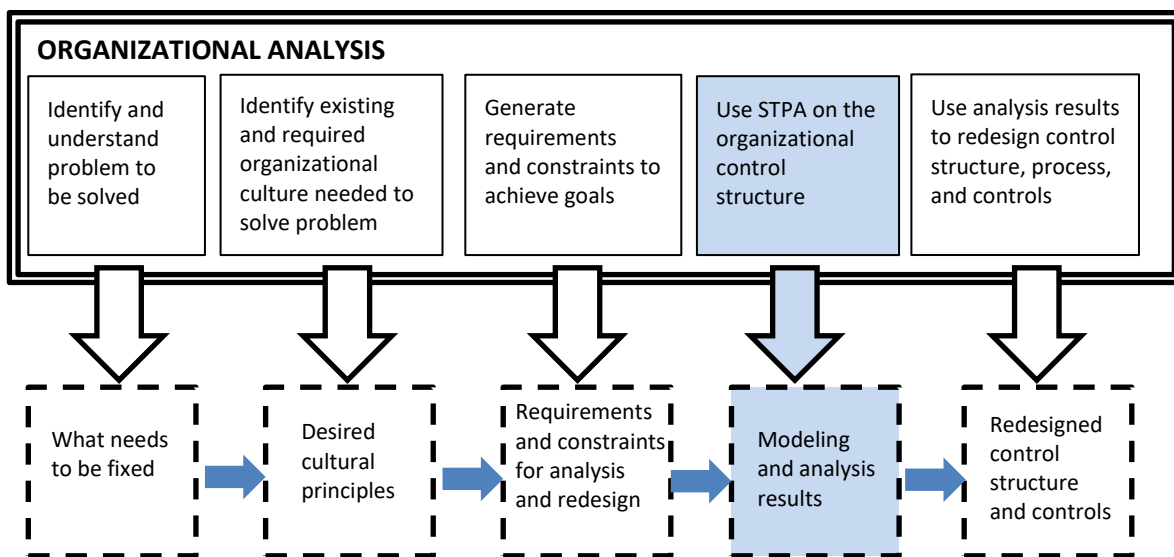 ORGANIZATIONAL ANALYSIS
Identify and
understand
problem to
be solved
Identify existing
and required
organizational
culture needed to
solve problem
Generate
requirements
and constraints to
achieve goals
Use STPA on the
organizational
control
structure
Use analysis results
to redesign control
structure, process,
and controls
What needs
to be fixed
Desired
cultural
principles
Requirements
and constraints
for analysis
and redesign
Modeling
and analysis
results
Redesigned
control
structure
and controls